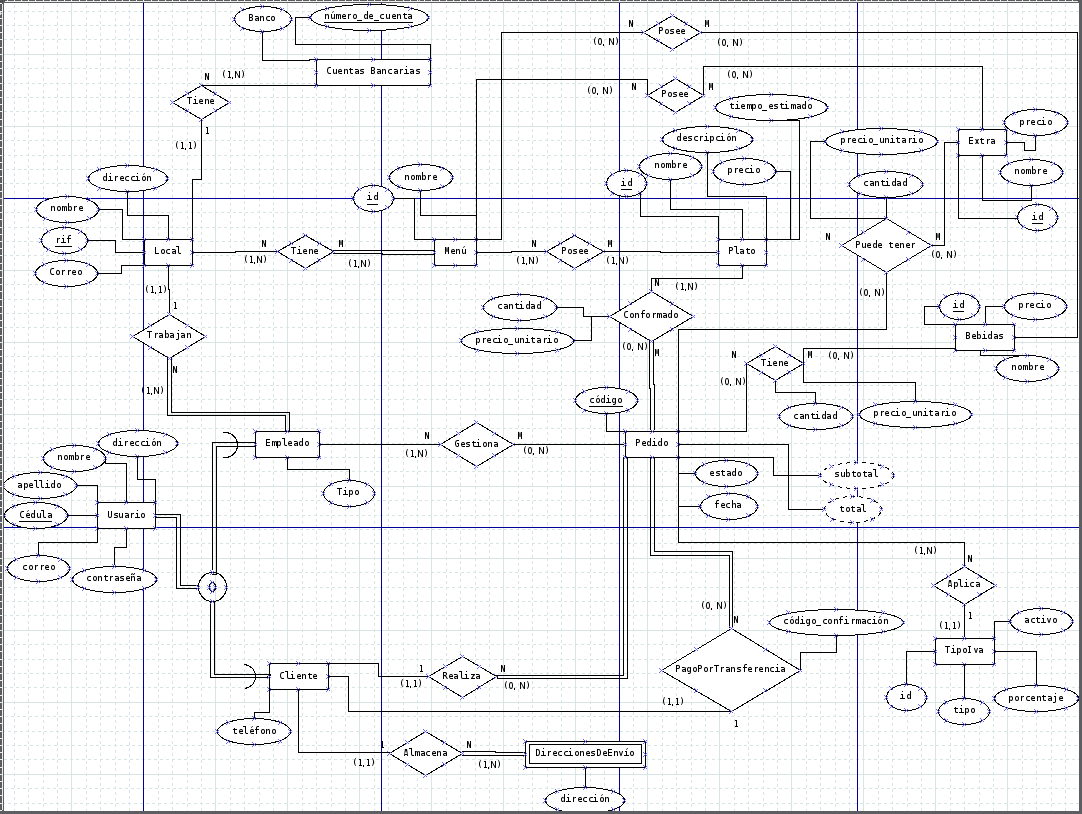 Banco
número_de_cuenta
Cuentas Bancarias
N
(1,N)
Tiene
1
(1,1)
N
(0, N)
Posee
M
(0, N)
(0, N)
N
Posee
M
(0, N)
tiempo_estimado
descripción
nombre
precio
id
precio_unitario
cantidad
Extra
precio
nombre
id
dirección
nombre
rif
Correo
Local
id
nombre
N
(1,N)
Tiene
M
(1,N)
Menú
N
(1,N)
Posee
M
(1,N)
Plato
N
Puede tener
M
(0, N)
(0, N)
(1,1)
1
Trabajan
N
(1,N)
cantidad
precio_unitario
N
(1,N)
Conformado
(0, N)
M
id
precio
Bebidas
nombre
N
(0, N)
Tiene
M
(0, N)
cantidad
precio_unitario
código
Empleado
Tipo
N
(1,N)
Gestiona
M
(0, N)
Pedido
estado
fecha
subtotal
total
dirección
nombre
apellido
Cédula
Usuario
correo
contraseña
O
(1,N)
N
Aplica
1
(1,1)
TipoIva
activo
id
tipo
porcentaje
(0, N)
N
código_confirmación
PagoPorTransferencia
(1,1)
1
Cliente
teléfono
1
(1,1)
Realiza
N
(0, N)
1
(1,1)
Almacena
N
(1,N)
DireccionesDeEnvío
dirección